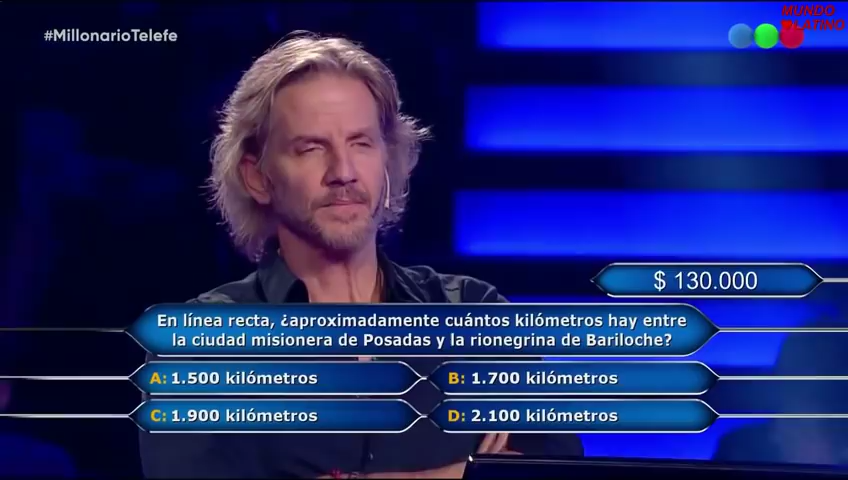 #MillonarioTelefe
MUNDO
LATINO
$ 130.000
En línea recta, ¿aproximadamente cuántos kilómetros hay entre
la ciudad misionera de Posadas y la rionegrina de Bariloche?
A: 1.500 kilómetros
B: 1.700 kilómetros
C: 1.900 kilómetros
D: 2.100 kilómetros